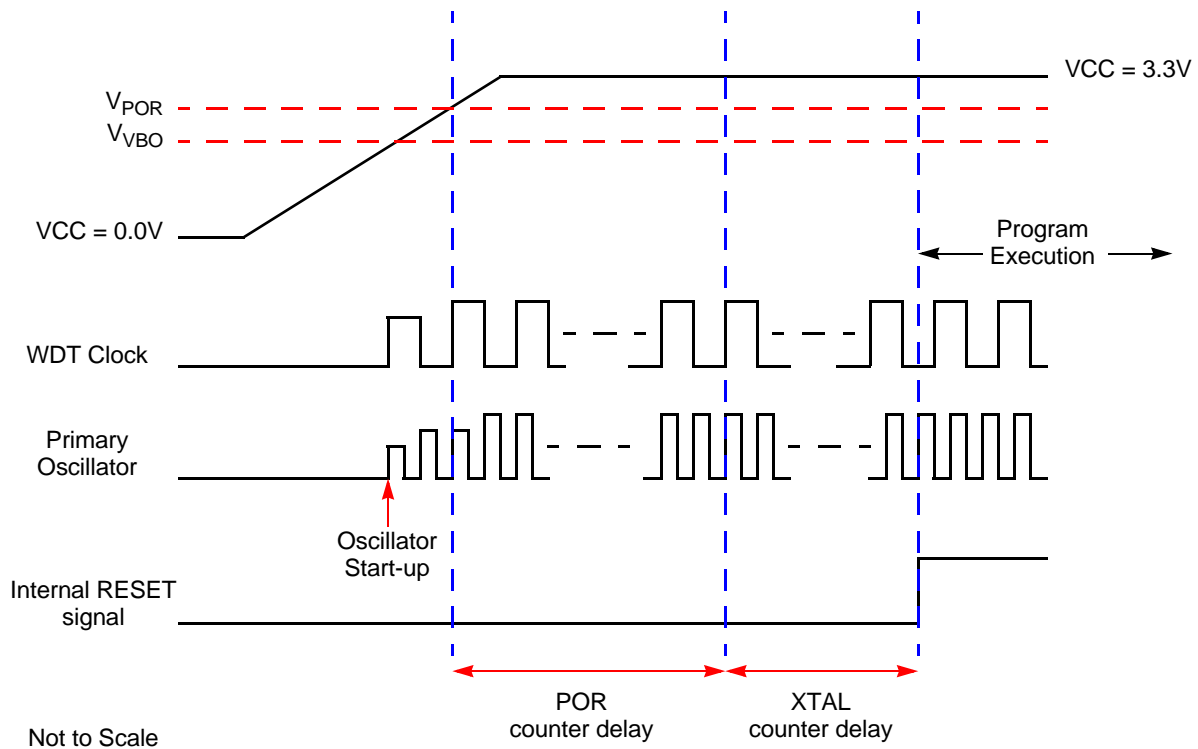 VCC = 3.3V
VPOR
VVBO
VCC = 0.0V
Program
Execution
WDT Clock
Primary
Oscillator
Oscillator
Start-up
Internal RESET
signal
POR
counter delay
XTAL
counter delay
Not to Scale